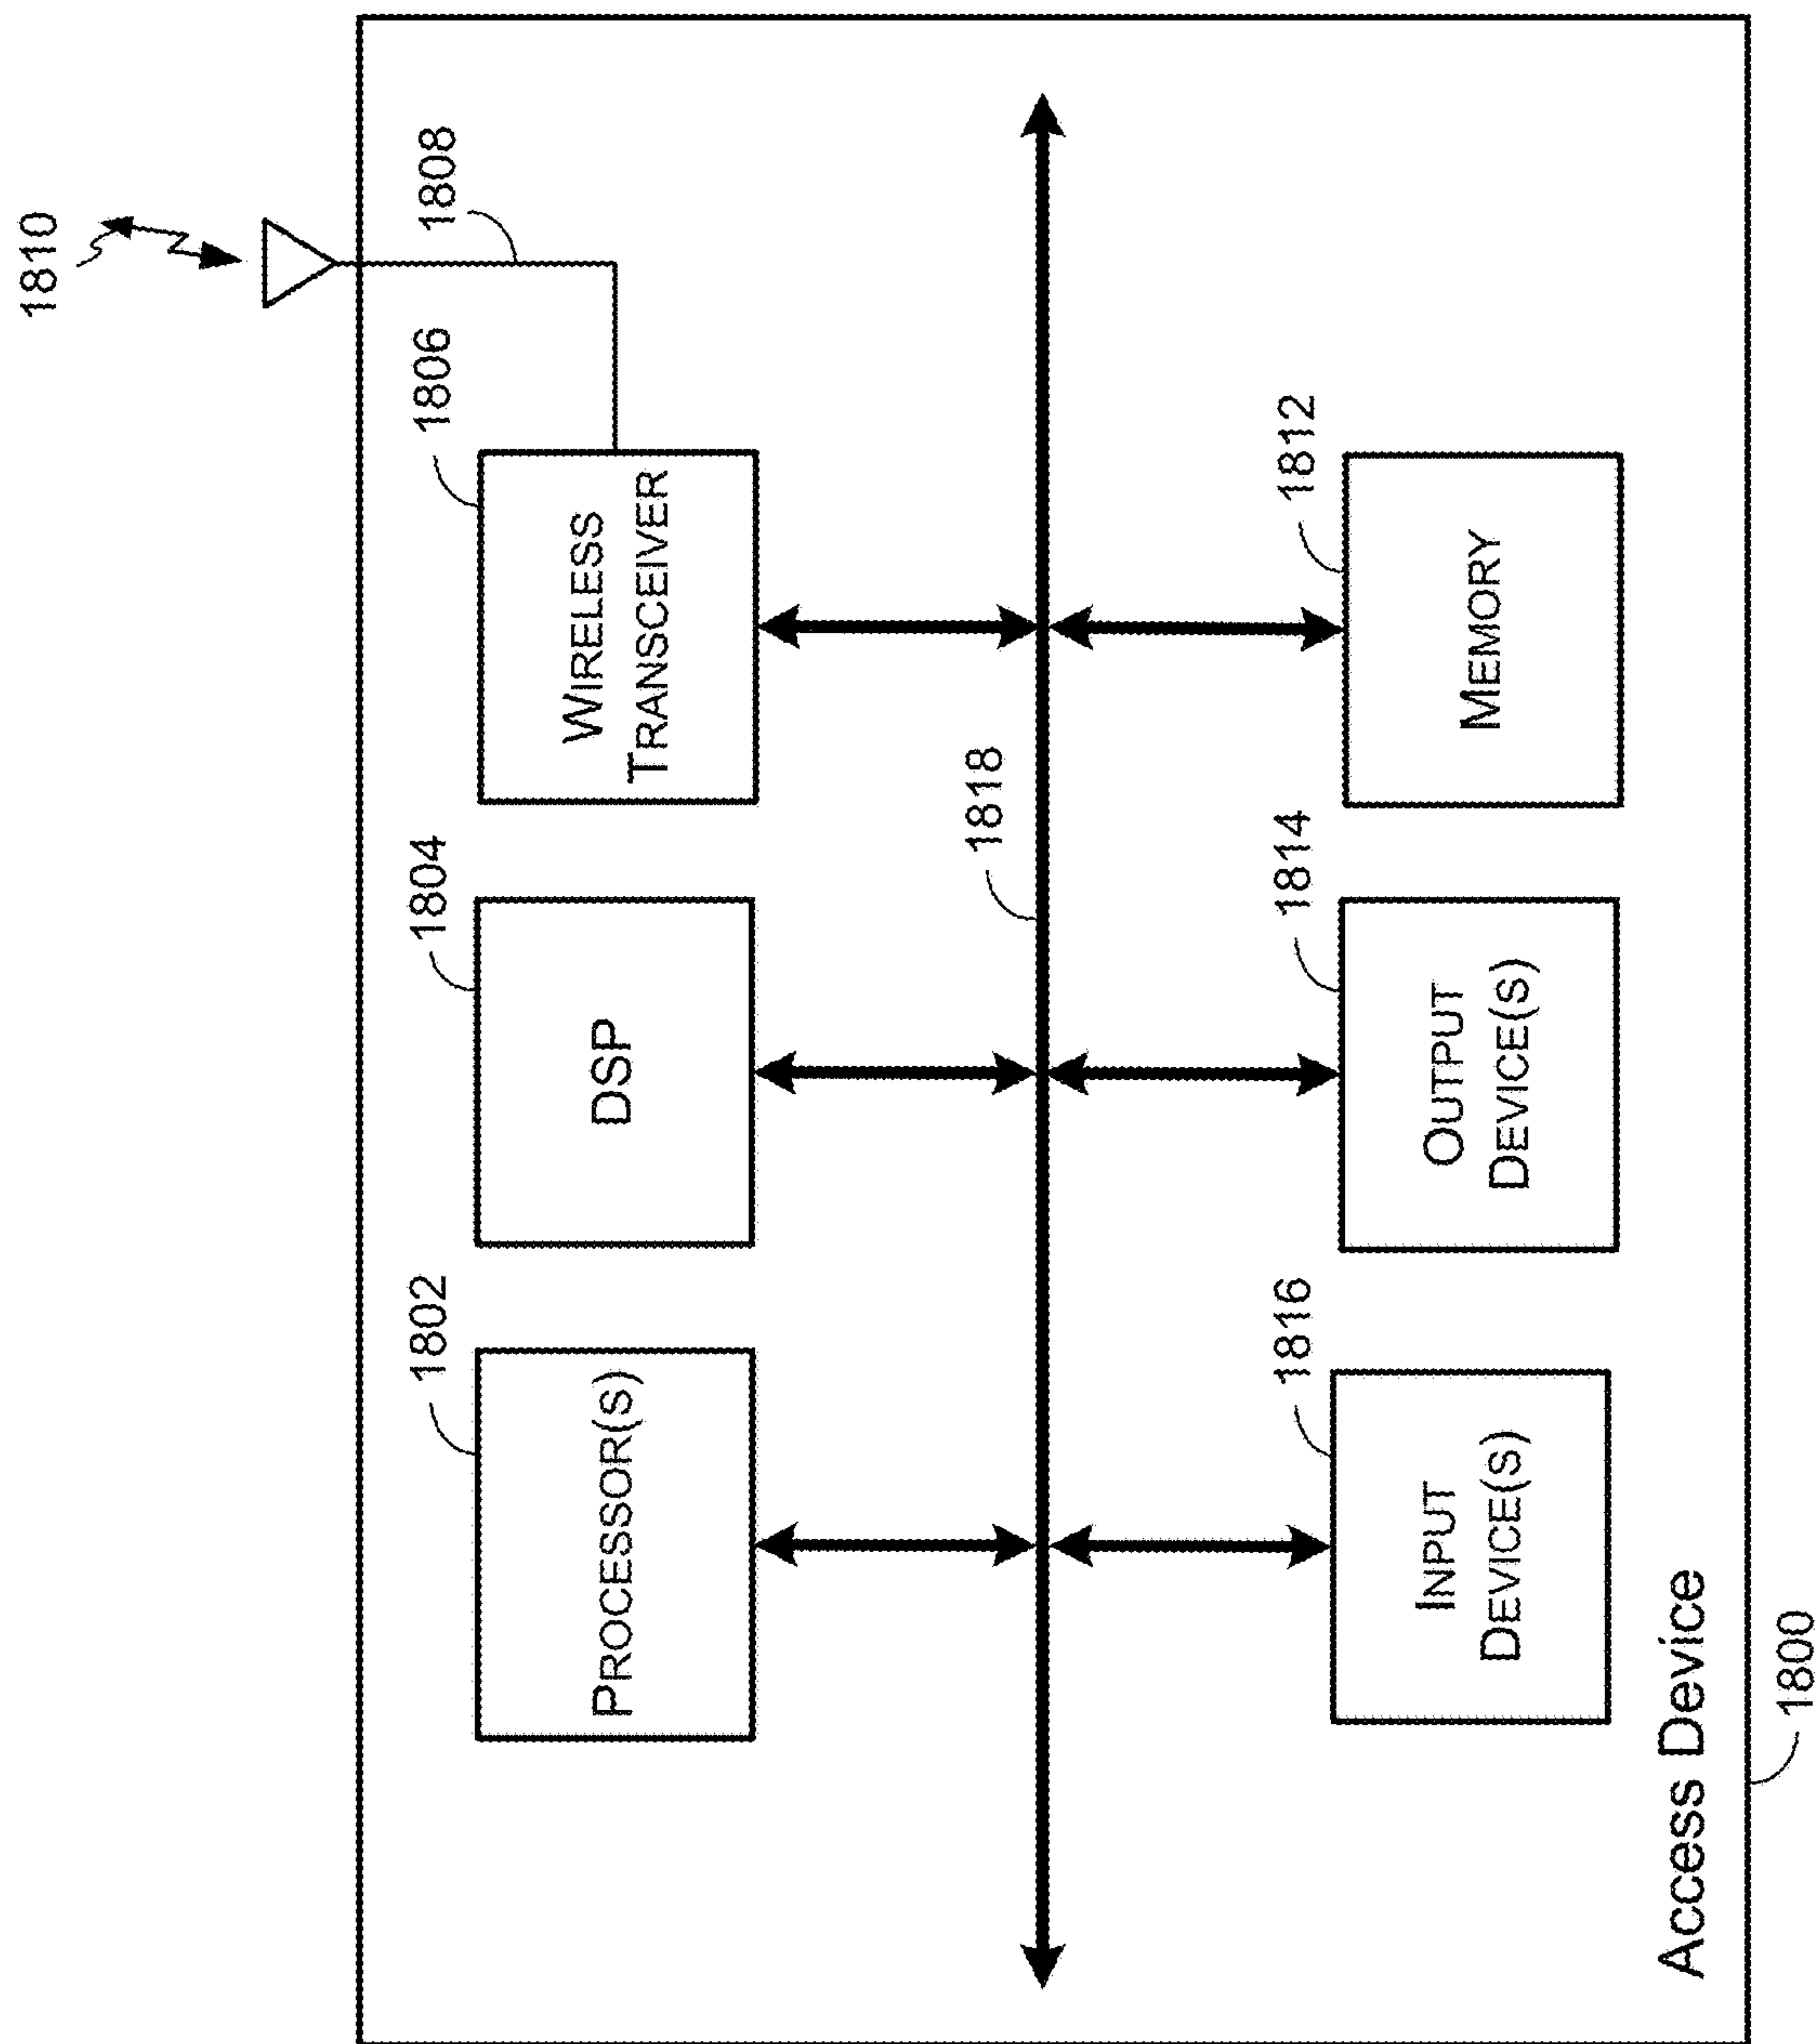 1810
1808
1802
1804
1806
PROCESSOR(S)
DSP
WIRELESS
TRANSCEIVER
1818
1816
1814
1812
INPUT
DEVICE(S)
OUTPUT
DEVICE(S)
MEMORY
Access Device
1800